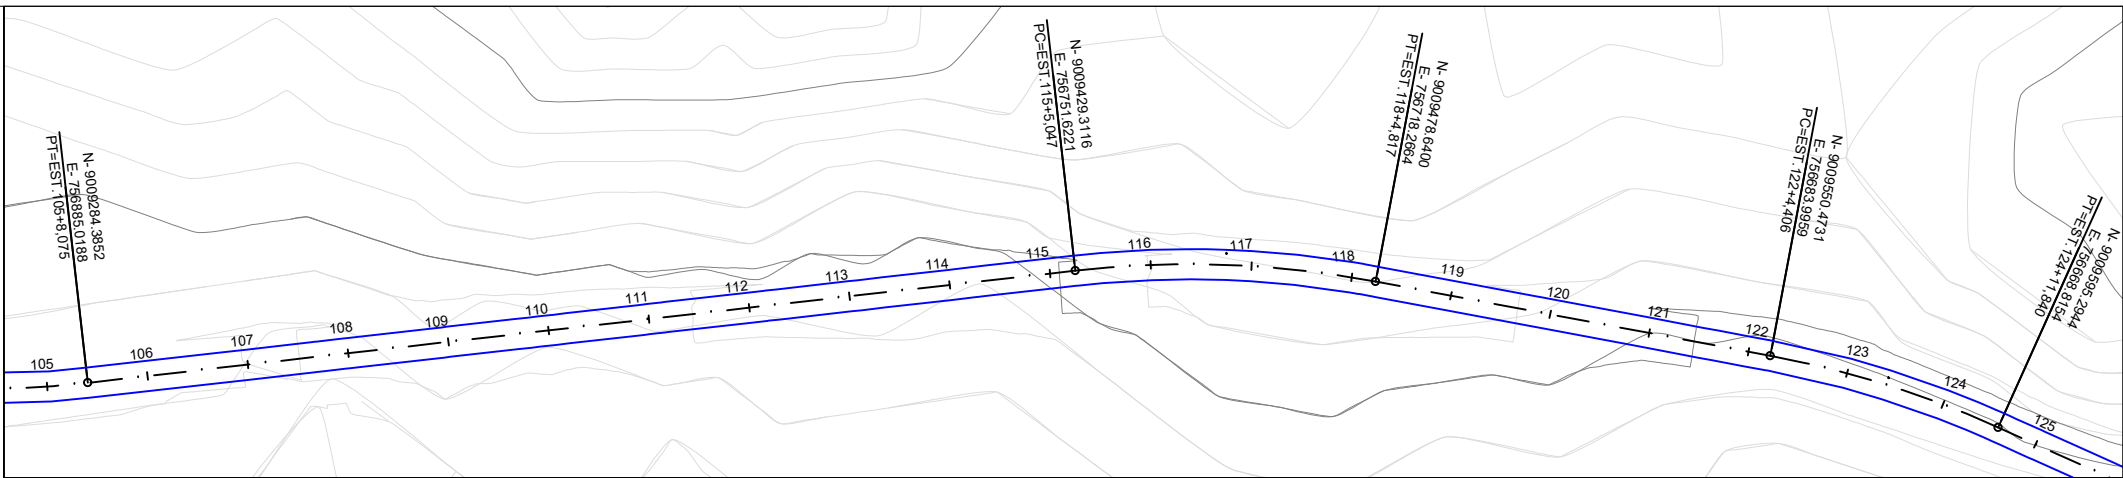 N- 9009284.3852
E- 756885.0188
PT=EST.105+8,075
N- 9009429.3116
E- 756751.6221
PC=EST.115+5,047
N- 9009478.6400
E- 756718.2664
PT=EST.118+4,817
N- 9009550.4731
E- 756683.9959
PC=EST.122+4,406
N- 9009595.2944
E- 756668.8154
PT=EST.124+11,840
105
106
107
108
109
110
111
112
113
114
115
116
117
118
119
120
121
122
123
124
125